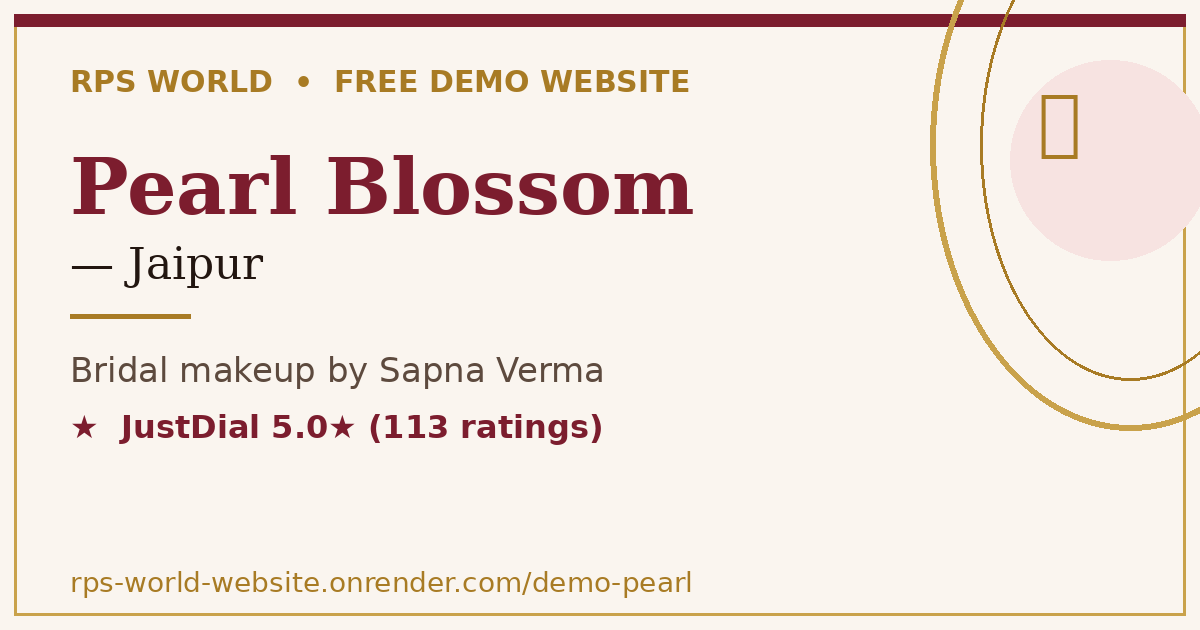 RPS WORLD • FREE DEMO WEBSITE
Pearl Blossom
— Jaipur
Bridal makeup by Sapna Verma
★ JustDial 5.0★ (113 ratings)
rps-world-website.onrender.com/demo-pearl